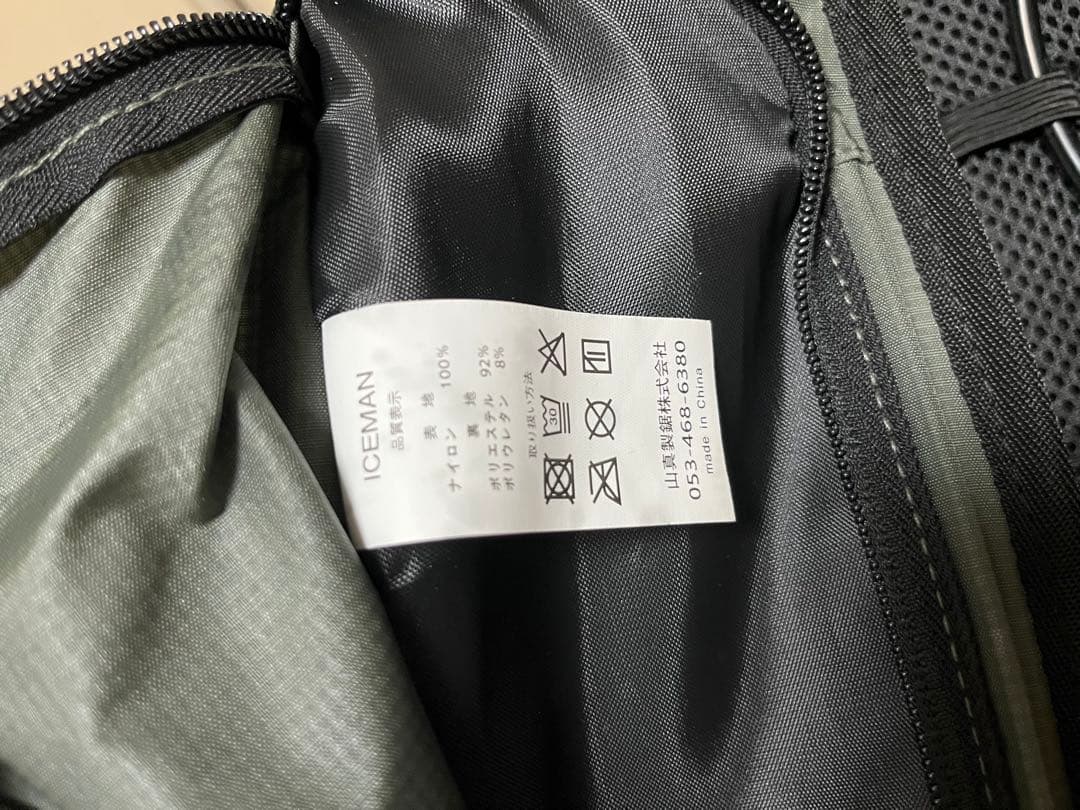 ICEMAN
品質表示
表 地
ナイロン 100%
裏 地
ポリエステル 92%
ポリウレタン 8%
取り扱い方法
30
山真製鋸株式会社
053-468-6380
made in China